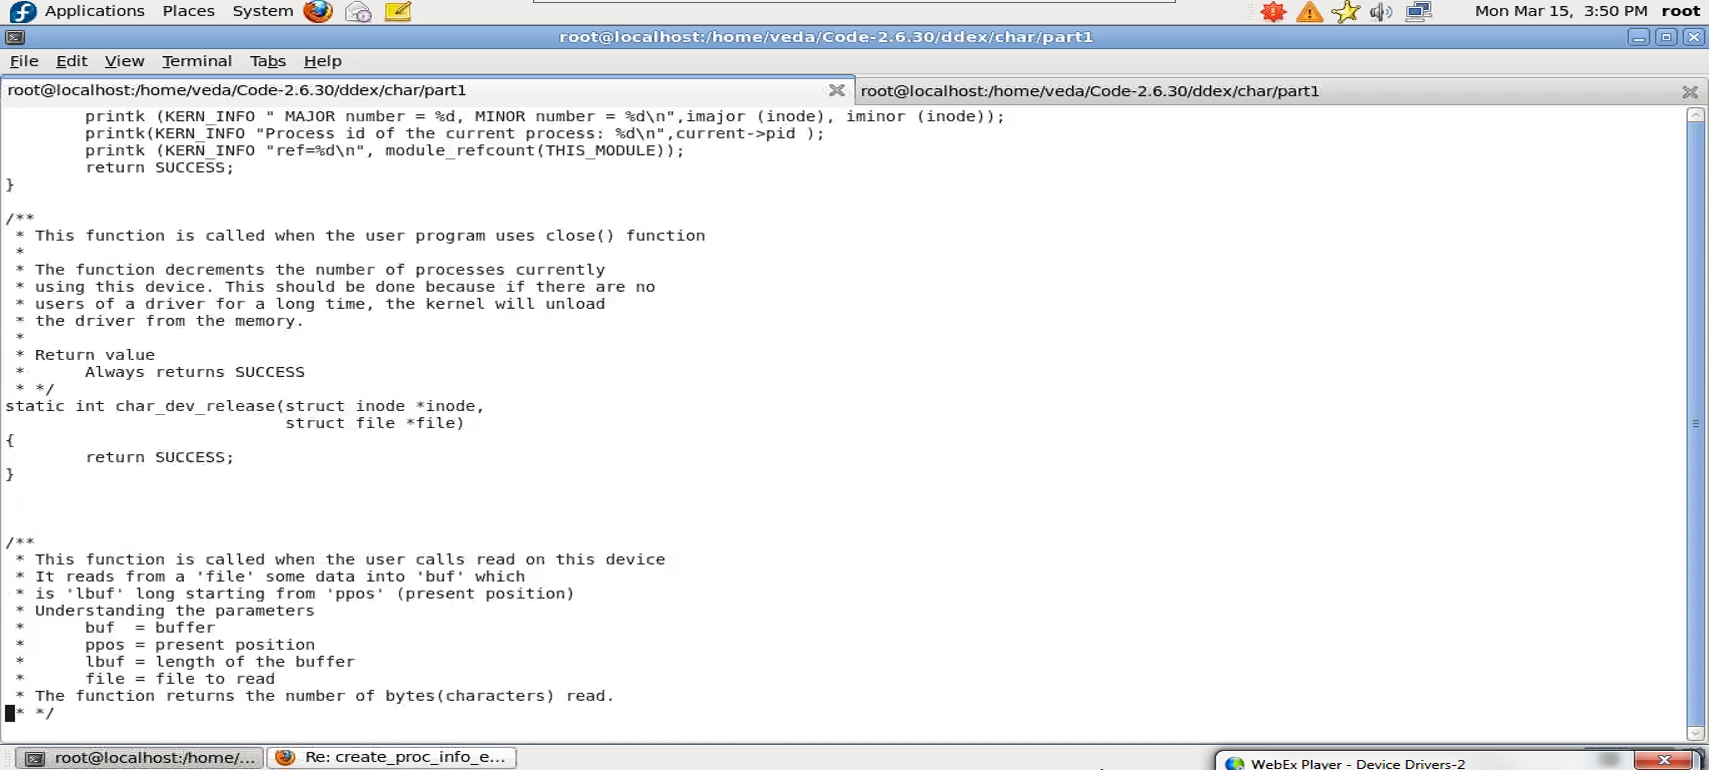 Applications Places System Mon Mar 15, 3:50 PM root
root@localhost:/home/veda/Code-2.6.30/ddex/char/part1
File Edit View Terminal Tabs Help
root@localhost:/home/veda/Code-2.6.30/ddex/char/part1 root@localhost:/home/veda/Code-2.6.30/ddex/char/part1
        printk (KERN_INFO " MAJOR number = %d, MINOR number = %d\n",imajor (inode), iminor (inode));
        printk(KERN_INFO "Process id of the current process: %d\n",current->pid );
        printk (KERN_INFO "ref=%d\n", module_refcount(THIS_MODULE));
        return SUCCESS;
}
/**
 * This function is called when the user program uses close() function
 *
 * The function decrements the number of processes currently
 * using this device. This should be done because if there are no
 * users of a driver for a long time, the kernel will unload
 * the driver from the memory.
 *
 * Return value
 *      Always returns SUCCESS
 * */
static int char_dev_release(struct inode *inode,
                            struct file *file)
{
        return SUCCESS;
}
/**
 * This function is called when the user calls read on this device
 * It reads from a 'file' some data into 'buf' which
 * is 'lbuf' long starting from 'ppos' (present position)
 * Understanding the parameters
 *      buf  = buffer
 *      ppos = present position
 *      lbuf = length of the buffer
 *      file = file to read
 * The function returns the number of bytes(characters) read.
 * */
root@localhost:/home/... Re: create_proc_info_e... WebEx Player - Device Drivers-2